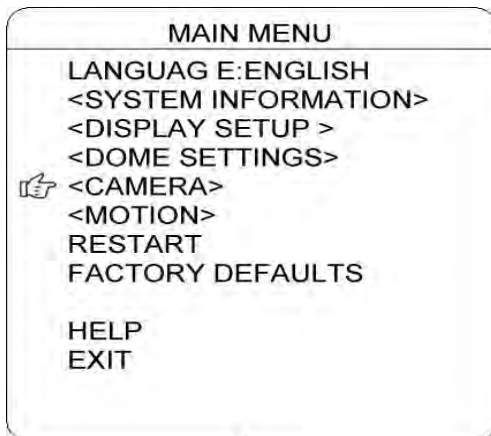 MAIN MENU
LANGUAG E:ENGLISH
<SYSTEM INFORMATION>
<DISPLAY SETUP >
<DOME SETTINGS>
<CAMERA>
<MOTION>
RESTART
FACTORY DEFAULTS
HELP
EXIT